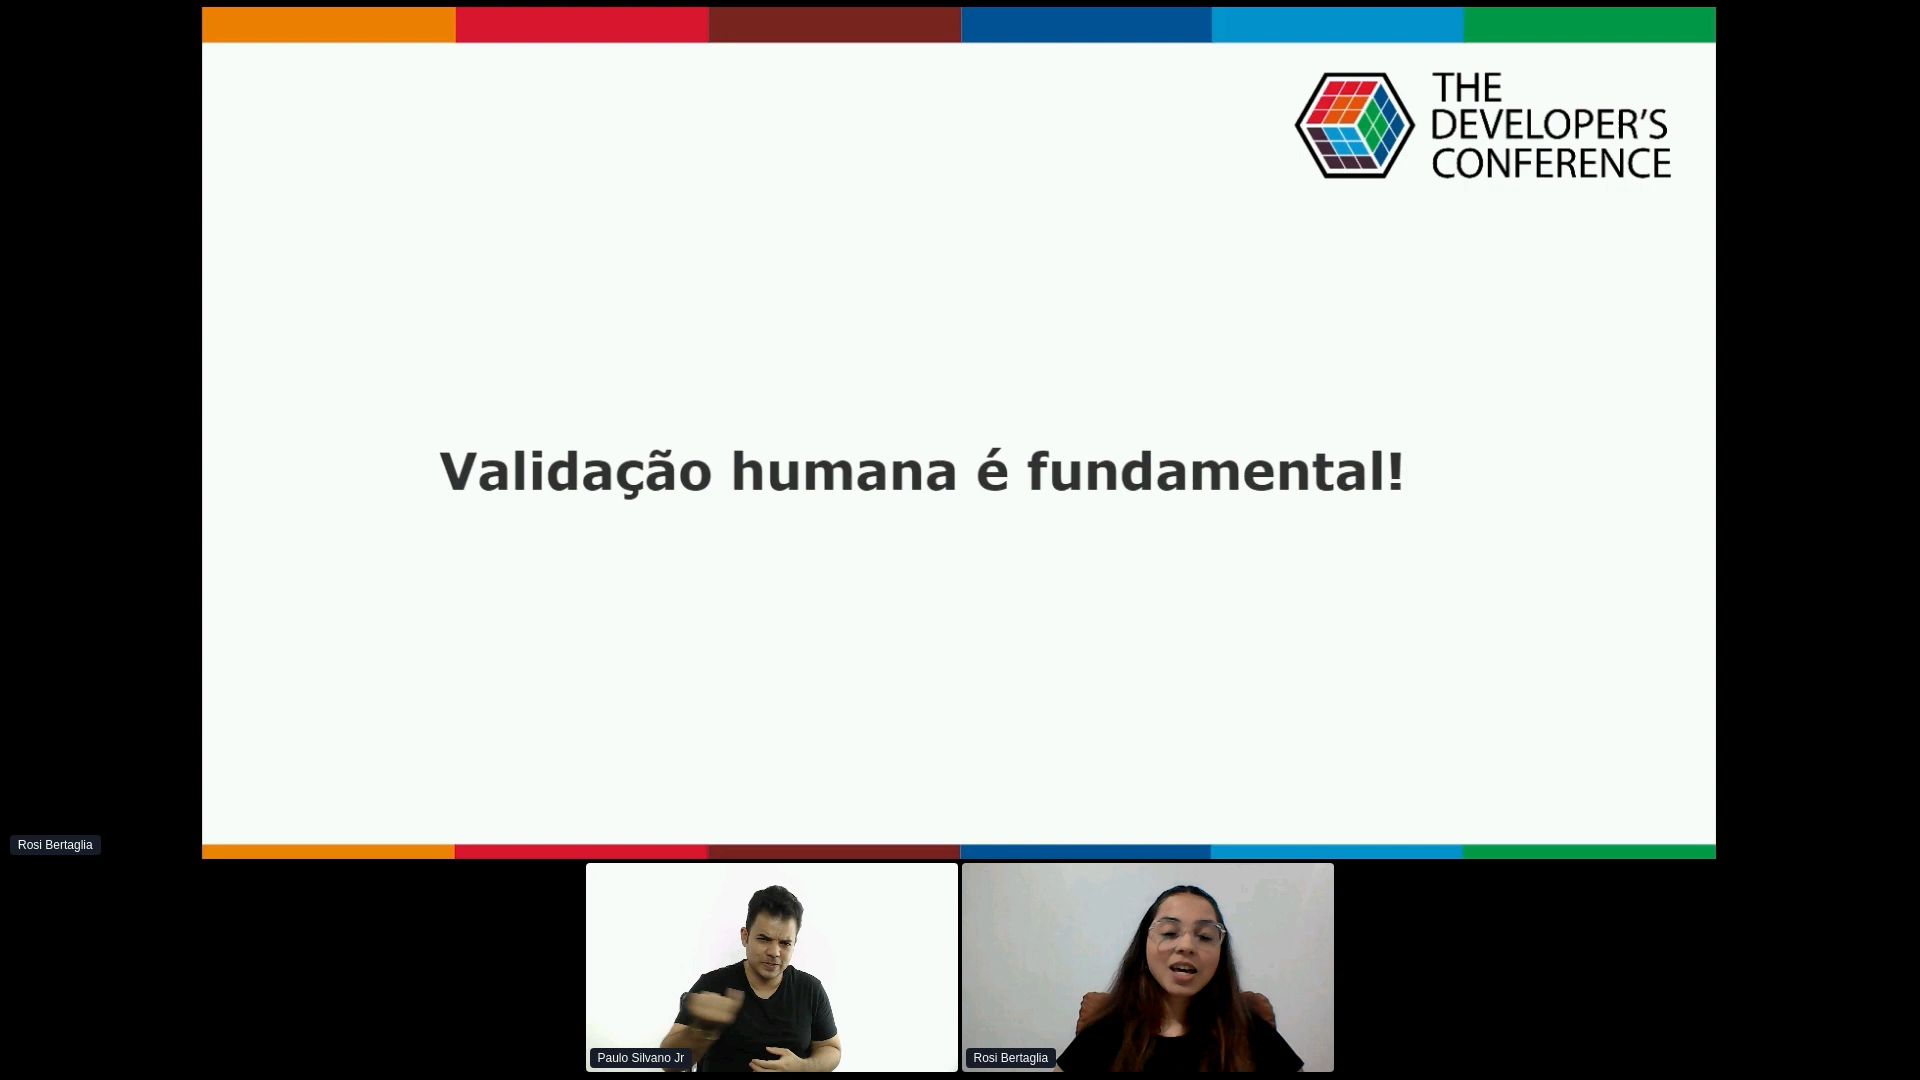 THE
DEVELOPER'S
CONFERENCE
Validação humana é fundamental!
Rosi Bertaglia
Paulo Silvano Jr
Rosi Bertaglia